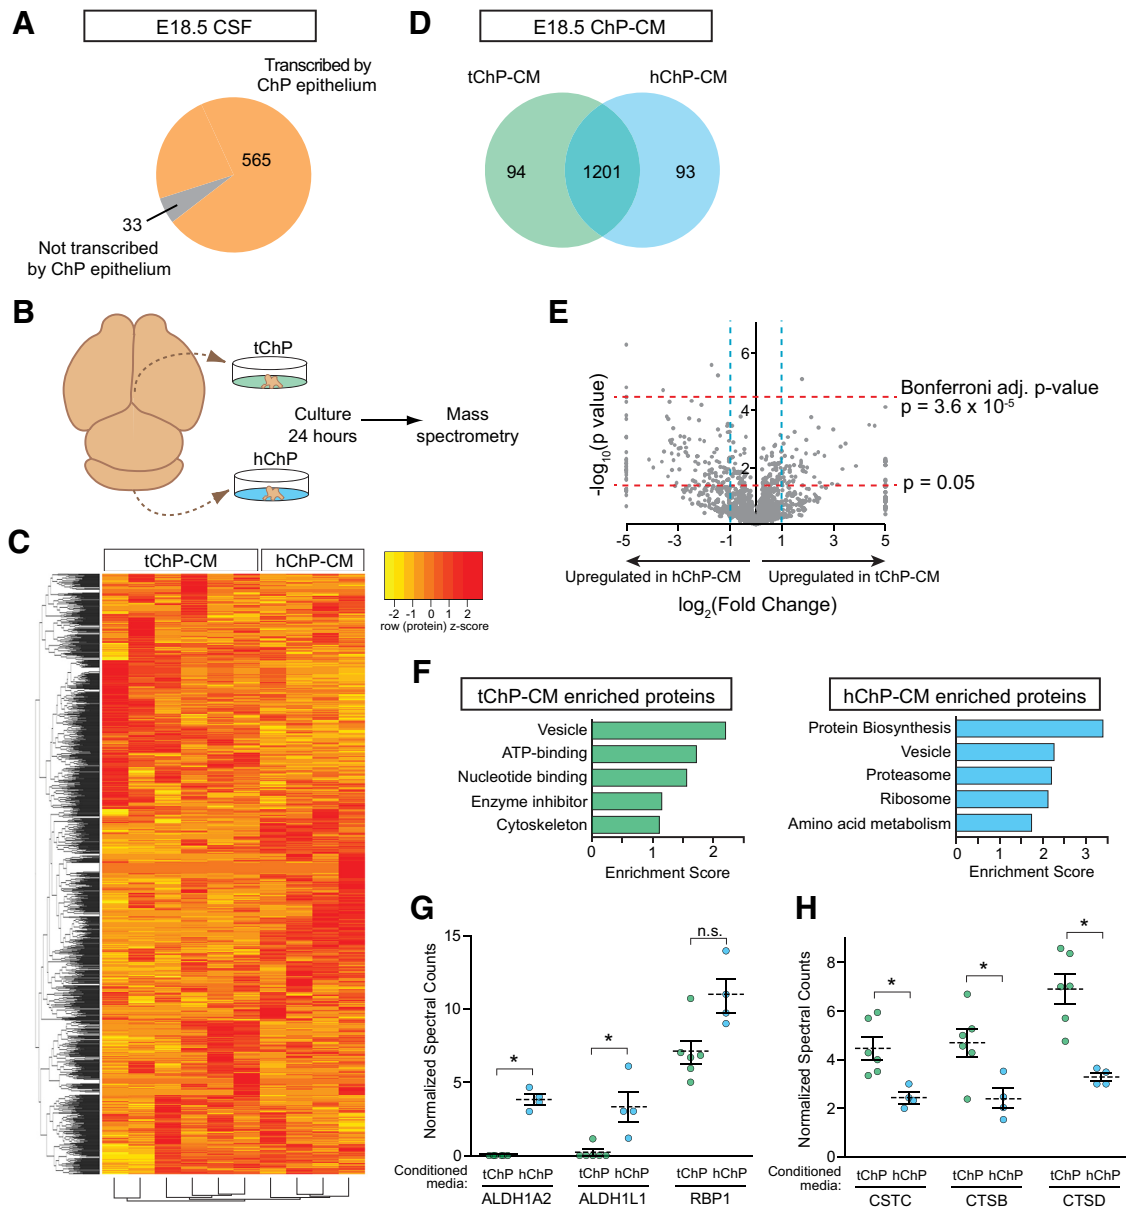 A
E18.5 CSF
Transcribed by
ChP epithelium
565
33
Not transcribed
by ChP epithelium
D
E18.5 ChP-CM
tChP-CM
hChP-CM
94
1201
93
B
tChP
Culture
24 hours
Mass
spectrometry
hChP
E
6
4
2
-log10(p value)
Bonferroni adj. p-value
p = 3.6 x 10-5
p = 0.05
-5 -3 -1 1 3 5
Upregulated in hChP-CM
Upregulated in tChP-CM
log2(Fold Change)
C
tChP-CM
hChP-CM
-2 -1 0 1 2
row (protein) z-score
F
tChP-CM enriched proteins
Vesicle
ATP-binding
Nucleotide binding
Enzyme inhibitor
Cytoskeleton
0 1 2
Enrichment Score
hChP-CM enriched proteins
Protein Biosynthesis
Vesicle
Proteasome
Ribosome
Amino acid metabolism
0 1 2 3
Enrichment Score
G
Normalized Spectral Counts
15
10
5
0
*
*
n.s.
Conditioned
media:
tChP hChP tChP hChP tChP hChP
ALDH1A2 ALDH1L1 RBP1
H
Normalized Spectral Counts
8
6
4
2
0
*
*
*
Conditioned
media:
tChP hChP tChP hChP tChP hChP
CSTC CTSB CTSD